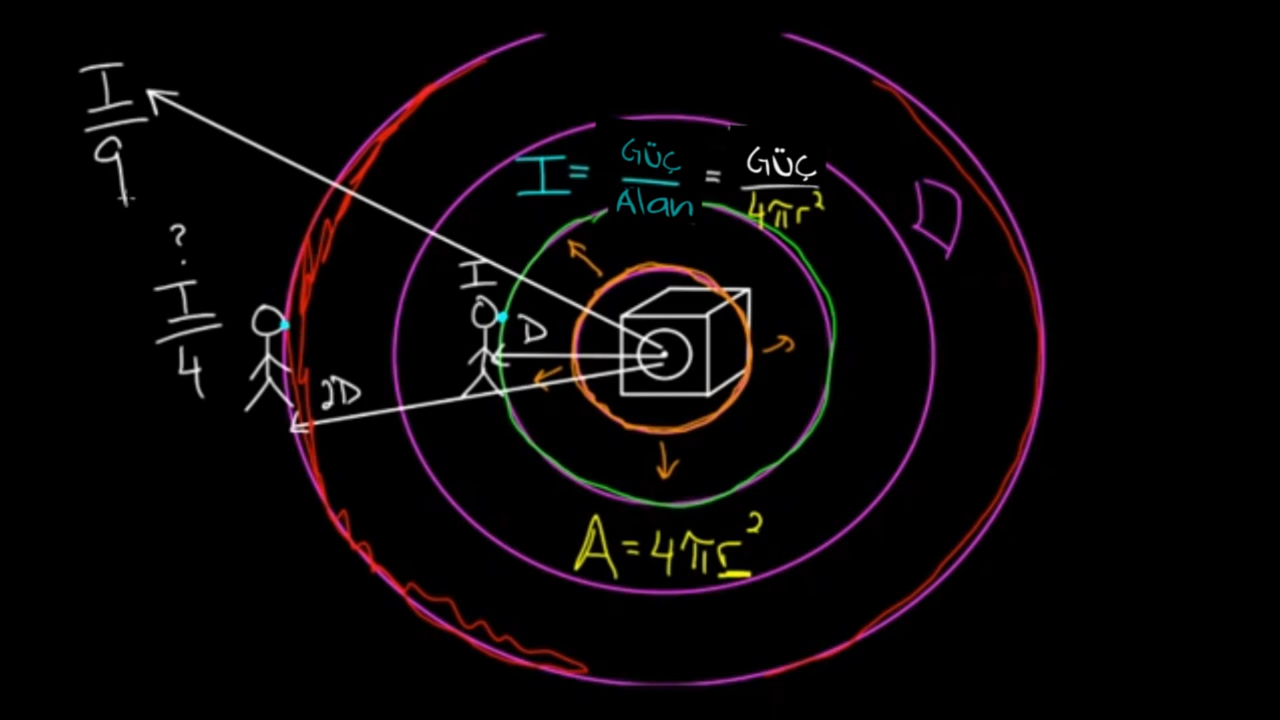 I/9
I = GÜÇ/Alan = GÜÇ/4πr²
?
I/4
I
D
2D
A = 4πr²